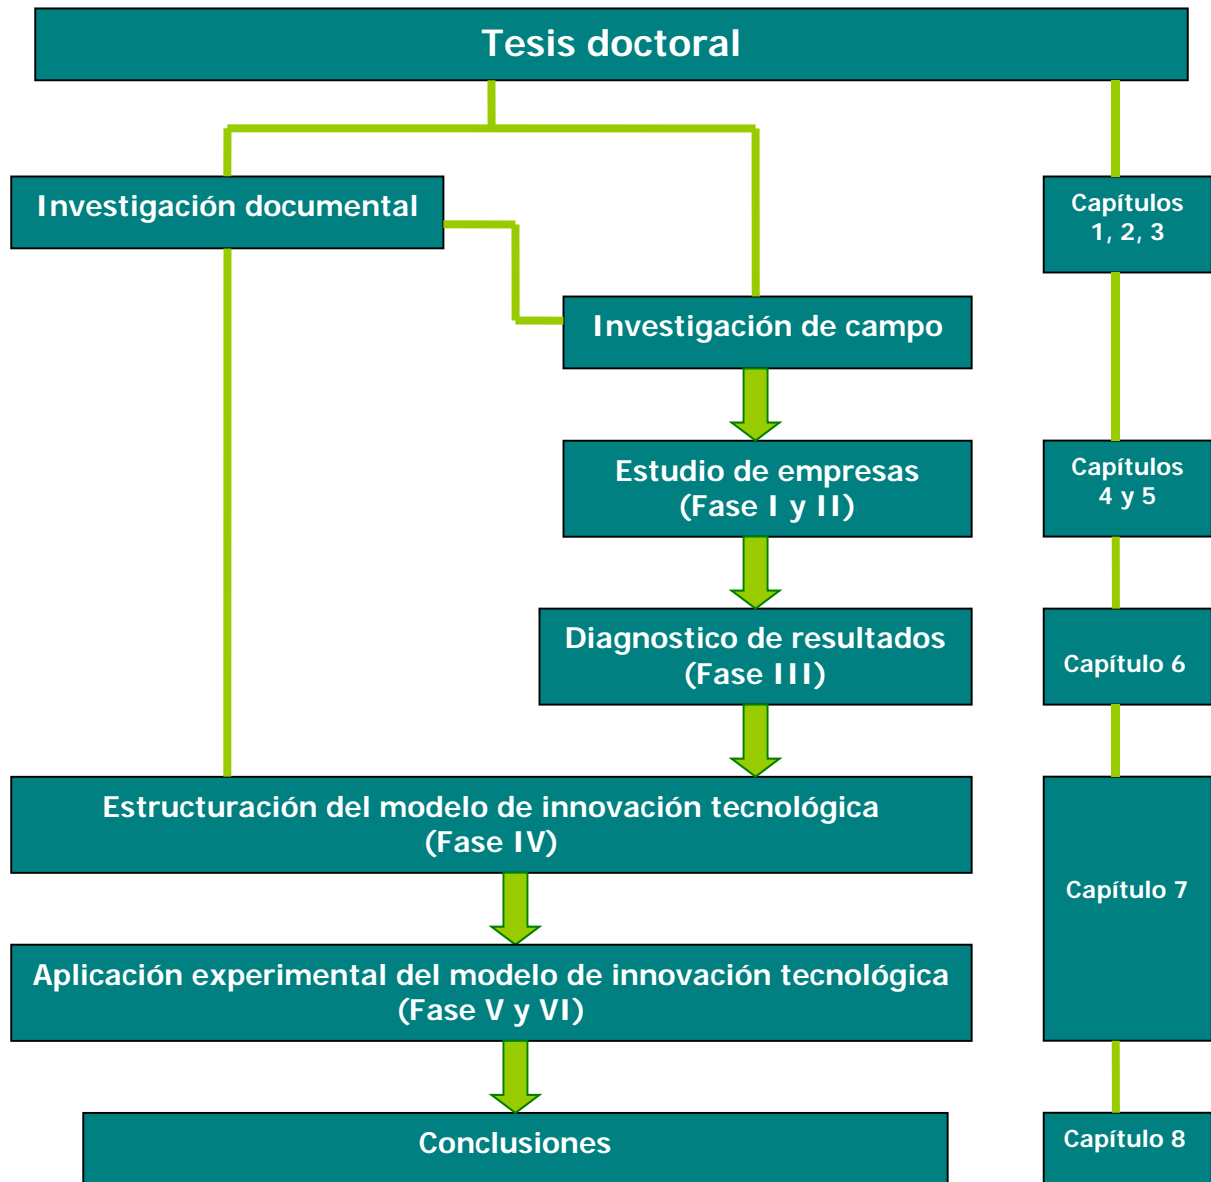 Tesis doctoral
Investigación documental
Capítulos
1, 2, 3
Investigación de campo
Estudio de empresas
(Fase I y II)
Capítulos
4 y 5
Diagnostico de resultados
(Fase III)
Capítulo 6
Estructuración del modelo de innovación tecnológica
(Fase IV)
Capítulo 7
Aplicación experimental del modelo de innovación tecnológica
(Fase V y VI)
Conclusiones
Capítulo 8